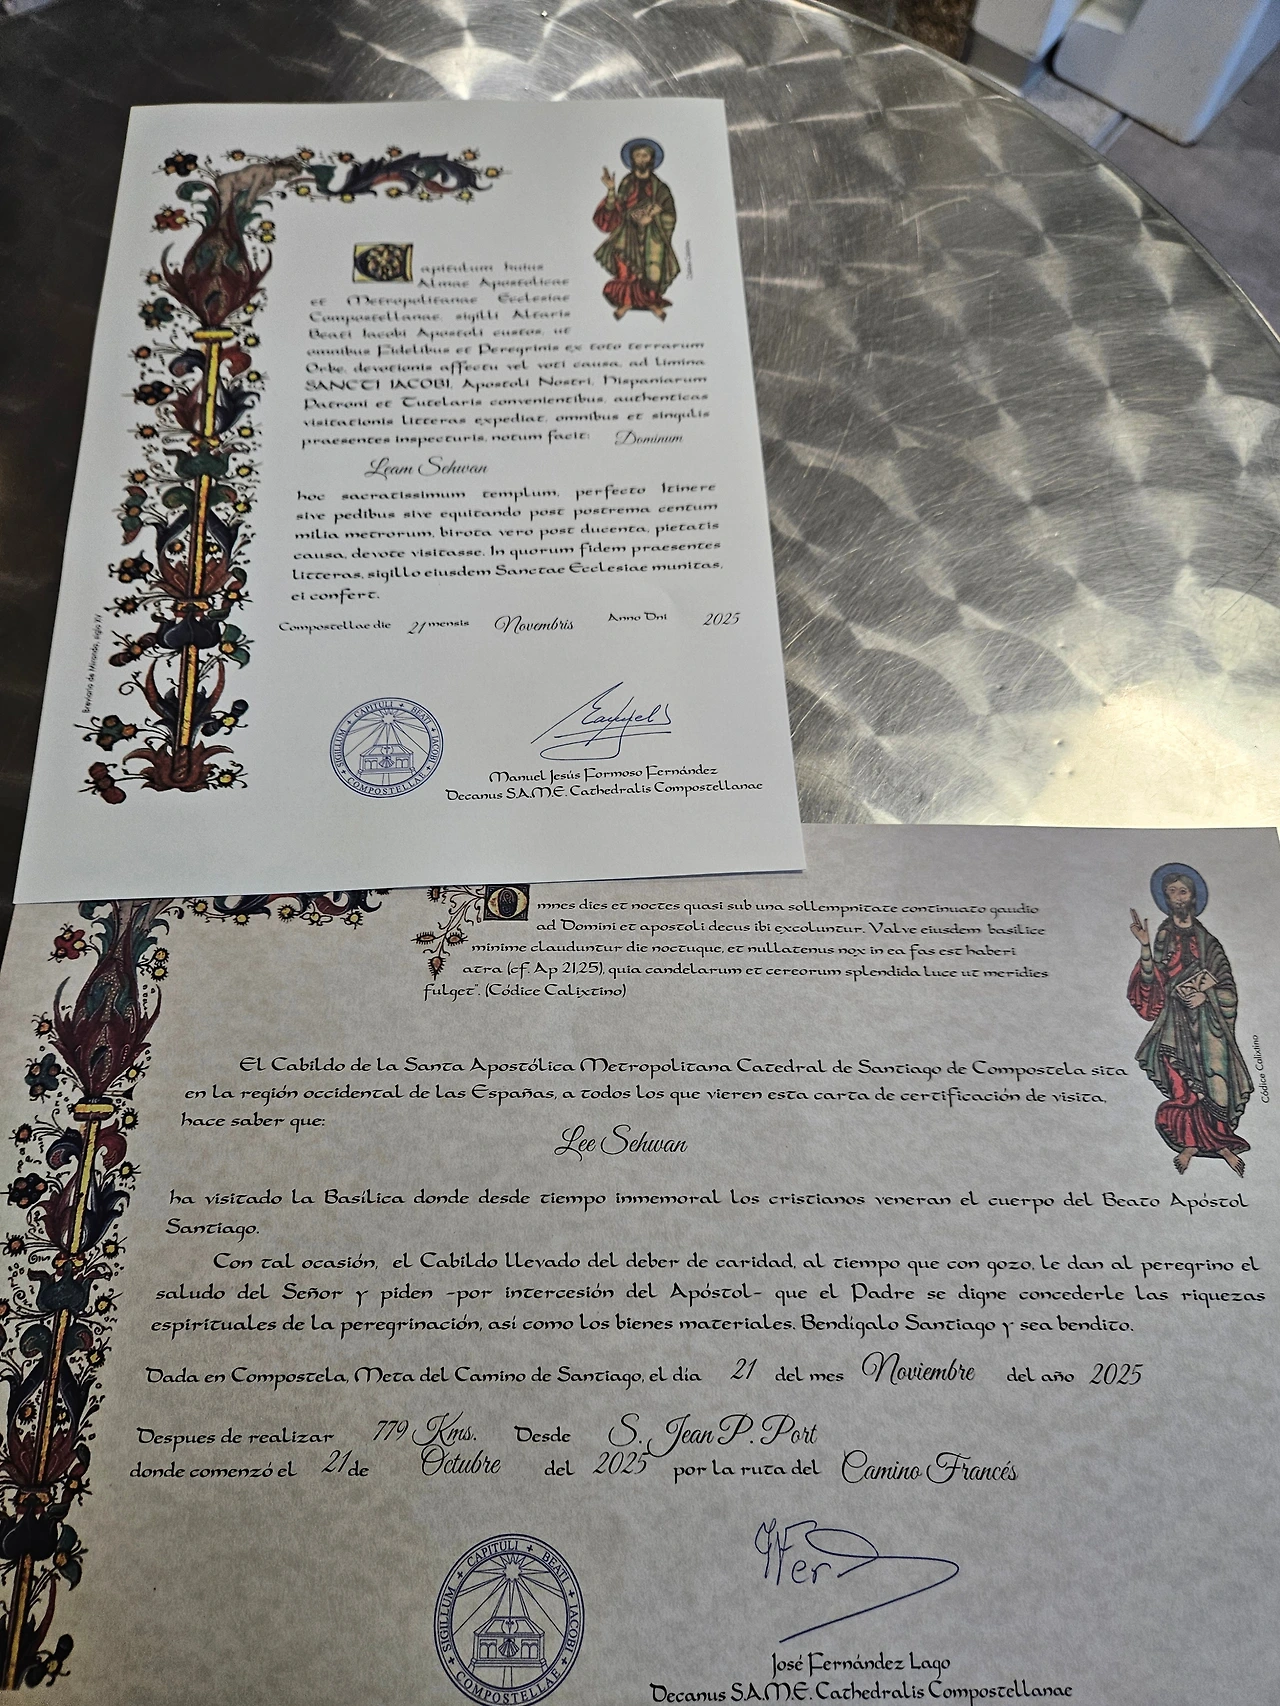 Capitulum huius
Almae Apostolicae
et Metropolitanae Ecclesiae
Compostellanae, sigilli Altaris
Beati Iacobi Apostoli custos, ut
omnibus Fidelibus et Peregrinis ex toto terrarum
Orbe, devotionis affectu vel voti causa, ad limina
SANCTI IACOBI, Apostoli Nostri, Hispaniarum
Patroni et Tutelaris convenientibus, authenticas
visitationis litteras expediat, omnibus et singulis
praesentes inspecturis, notum facit: Dominum
Leam Sehwan
hoc sacratissimum templum, perfecto Itinere
sive pedibus sive equitando post postrema centum
milia metrorum, birota vero post ducenta, pietatis
causa, devote visitasse. In quorum fidem praesentes
litteras, sigillo eiusdem Sanctae Ecclesiae munitas,
ei confert.
Compostellae die 21 mensis Novembris Anno Dni 2025
Breviario de Miranda, siglo XV
Códice Calixtino
SIGILLUM + CAPITULI + BEATI + IACOBI + COMPOSTELLAE +
Manuel Jesús Formoso Fernández
Decanus S.A.M.E. Cathedralis Compostellanae
Omnes dies et noctes quasi sub una sollempnitate continuato gaudio
ad Domini et apostoli decus ibi excoluntur. Valve eiusdem basilice
minime clauduntur die noctuque, et nullatenus nox in ea fas est haberi
atra (cf. Ap 21,25), quia candelarum et cereorum splendida luce ut meridies
fulget". (Códice Calixtino)
Códice Calixtino
El Cabildo de la Santa Apostólica Metropolitana Catedral de Santiago de Compostela sita
en la región occidental de las Españas, a todos los que vieren esta carta de certificación de visita,
hace saber que:
Lee Sehwan
ha visitado la Basílica donde desde tiempo inmemoral los cristianos veneran el cuerpo del Beato Apóstol
Santiago.
Con tal ocasión, el Cabildo llevado del deber de caridad, al tiempo que con gozo, le dan al peregrino el
saludo del Señor y piden -por intercesión del Apóstol- que el Padre se digne concederle las riquezas
espirituales de la peregrinación, así como los bienes materiales. Bendígalo Santiago y sea bendito.
Dada en Compostela, Meta del Camino de Santiago, el día 21 del mes Noviembre del año 2025
Despues de realizar 779 Kms. Desde S. Jean P. Port
donde comenzó el 21 de Octubre del 2025 por la ruta del Camino Francés
SIGILLUM + CAPITULI + BEATI + IACOBI + COMPOSTELLAE +
José Fernández Lago
Decanus S.A.M.E. Cathedralis Compostellanae